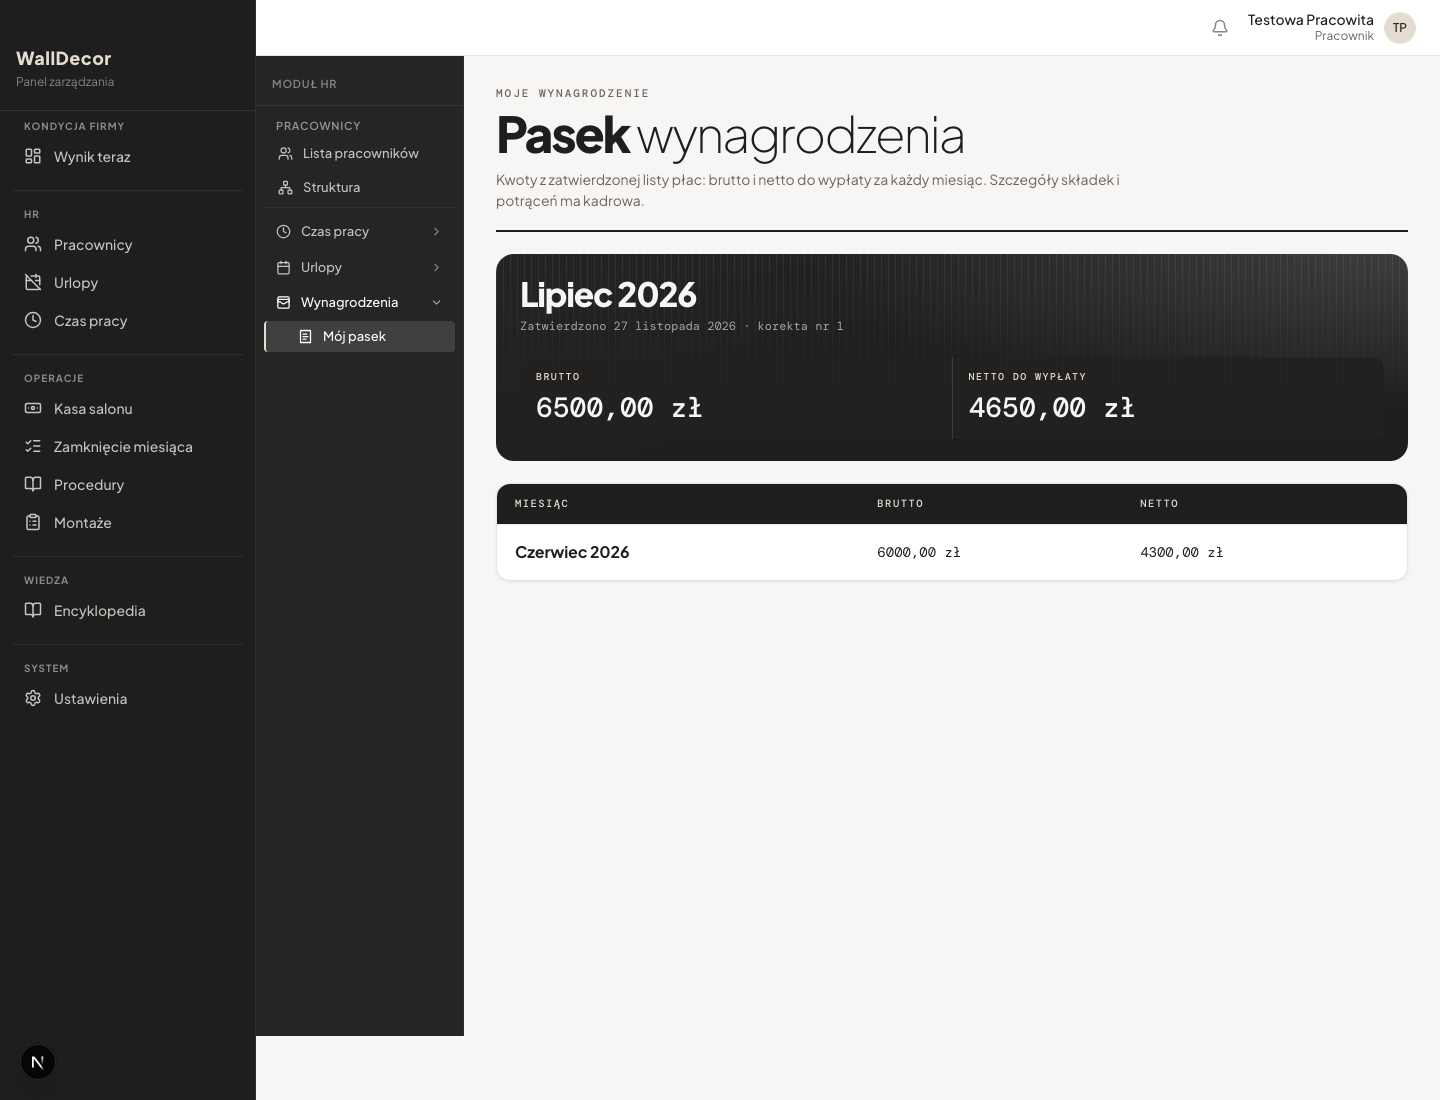 WallDecor
Panel zarządzania
KONDYCJA FIRMY
Wynik teraz
HR
Pracownicy
Urlopy
Czas pracy
OPERACJE
Kasa salonu
Zamknięcie miesiąca
Procedury
Montaże
WIEDZA
Encyklopedia
SYSTEM
Ustawienia
N
Testowa Pracowita
Pracownik
TP
MODUŁ HR
PRACOWNICY
Lista pracowników
Struktura
Czas pracy
Urlopy
Wynagrodzenia
Mój pasek
MOJE WYNAGRODZENIE
Pasek wynagrodzenia
Kwoty z zatwierdzonej listy płac: brutto i netto do wypłaty za każdy miesiąc. Szczegóły składek i
potrąceń ma kadrowa.
Lipiec 2026
Zatwierdzono 27 listopada 2026 · korekta nr 1
BRUTTO
6500,00 zł
NETTO DO WYPŁATY
4650,00 zł
MIESIĄC BRUTTO NETTO
Czerwiec 2026 6000,00 zł 4300,00 zł